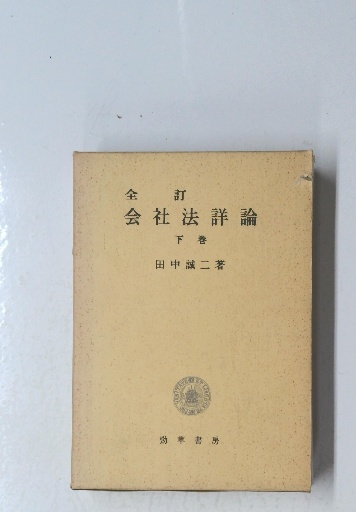 全訂
会社法詳論
下巻
田中誠二著
勁草書房